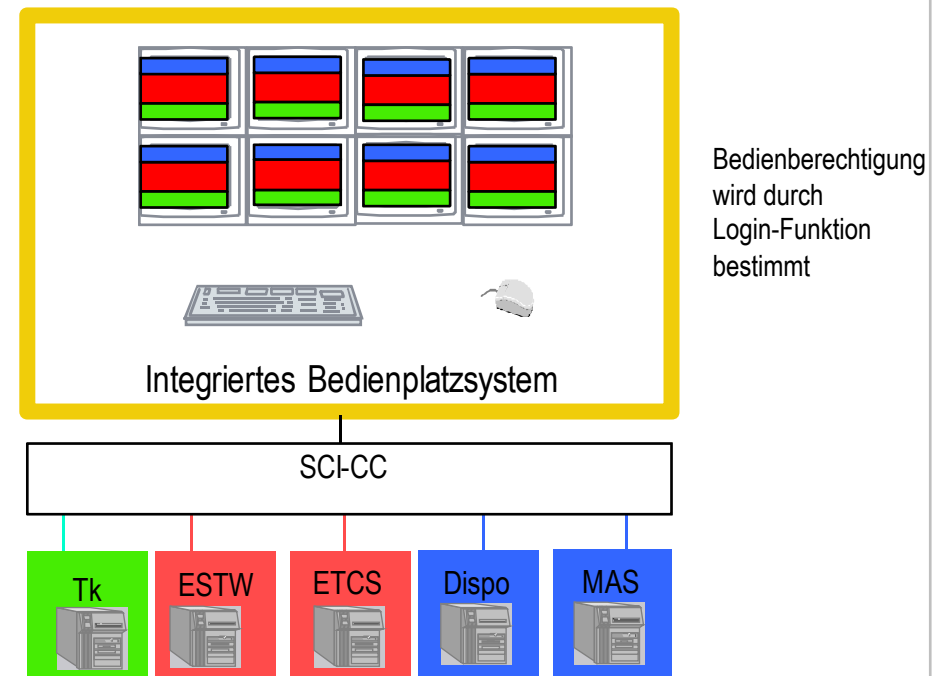 Bedienberechtigung
wird durch
Login-Funktion
bestimmt
Integriertes Bedienplatzsystem
SCI-CC
Tk
ESTW
ETCS
Dispo
MAS